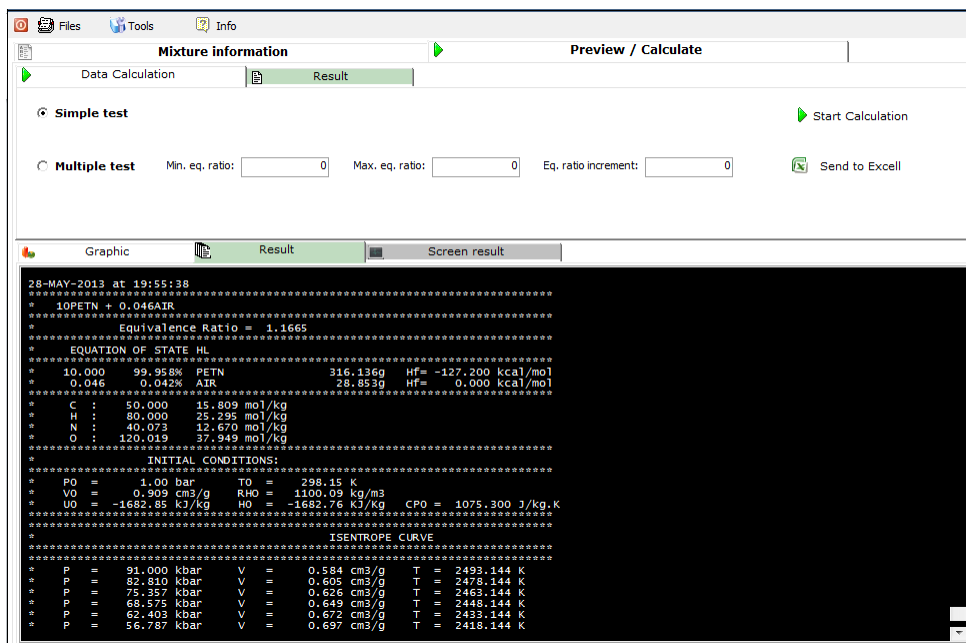 Files Tools Info
Mixture information Preview / Calculate
Data Calculation Result
Simple test Start Calculation
Multiple test Min. eq. ratio: 0 Max. eq. ratio: 0 Eq. ratio increment: 0 Send to Excell
Graphic Result Screen result
28-MAY-2013 at 19:55:38
******************************************************************************************
* 10PETN + 0.046AIR
******************************************************************************************
* Equivalence Ratio = 1.1665
******************************************************************************************
* EQUATION OF STATE HL
******************************************************************************************
* 10.000 99.958% PETN 316.136g Hf= -127.200 kcal/mol
* 0.046 0.042% AIR 28.853g Hf= 0.000 kcal/mol
******************************************************************************************
* C : 50.000 15.809 mol/kg
* H : 80.000 25.295 mol/kg
* N : 40.073 12.670 mol/kg
* O : 120.019 37.949 mol/kg
******************************************************************************************
* INITIAL CONDITIONS:
******************************************************************************************
* P0 = 1.00 bar T0 = 298.15 K
* V0 = 0.909 cm3/g RHO = 1100.09 kg/m3
* U0 = -1682.85 kJ/kg H0 = -1682.76 KJ/Kg CP0 = 1075.300 J/kg.K
******************************************************************************************
******************************************************************************************
* ISENTROPE CURVE
******************************************************************************************
******************************************************************************************
* P = 91.000 kbar V = 0.584 cm3/g T = 2493.144 K
* P = 82.810 kbar V = 0.605 cm3/g T = 2478.144 K
* P = 75.357 kbar V = 0.626 cm3/g T = 2463.144 K
* P = 68.575 kbar V = 0.649 cm3/g T = 2448.144 K
* P = 62.403 kbar V = 0.672 cm3/g T = 2433.144 K
* P = 56.787 kbar V = 0.697 cm3/g T = 2418.144 K